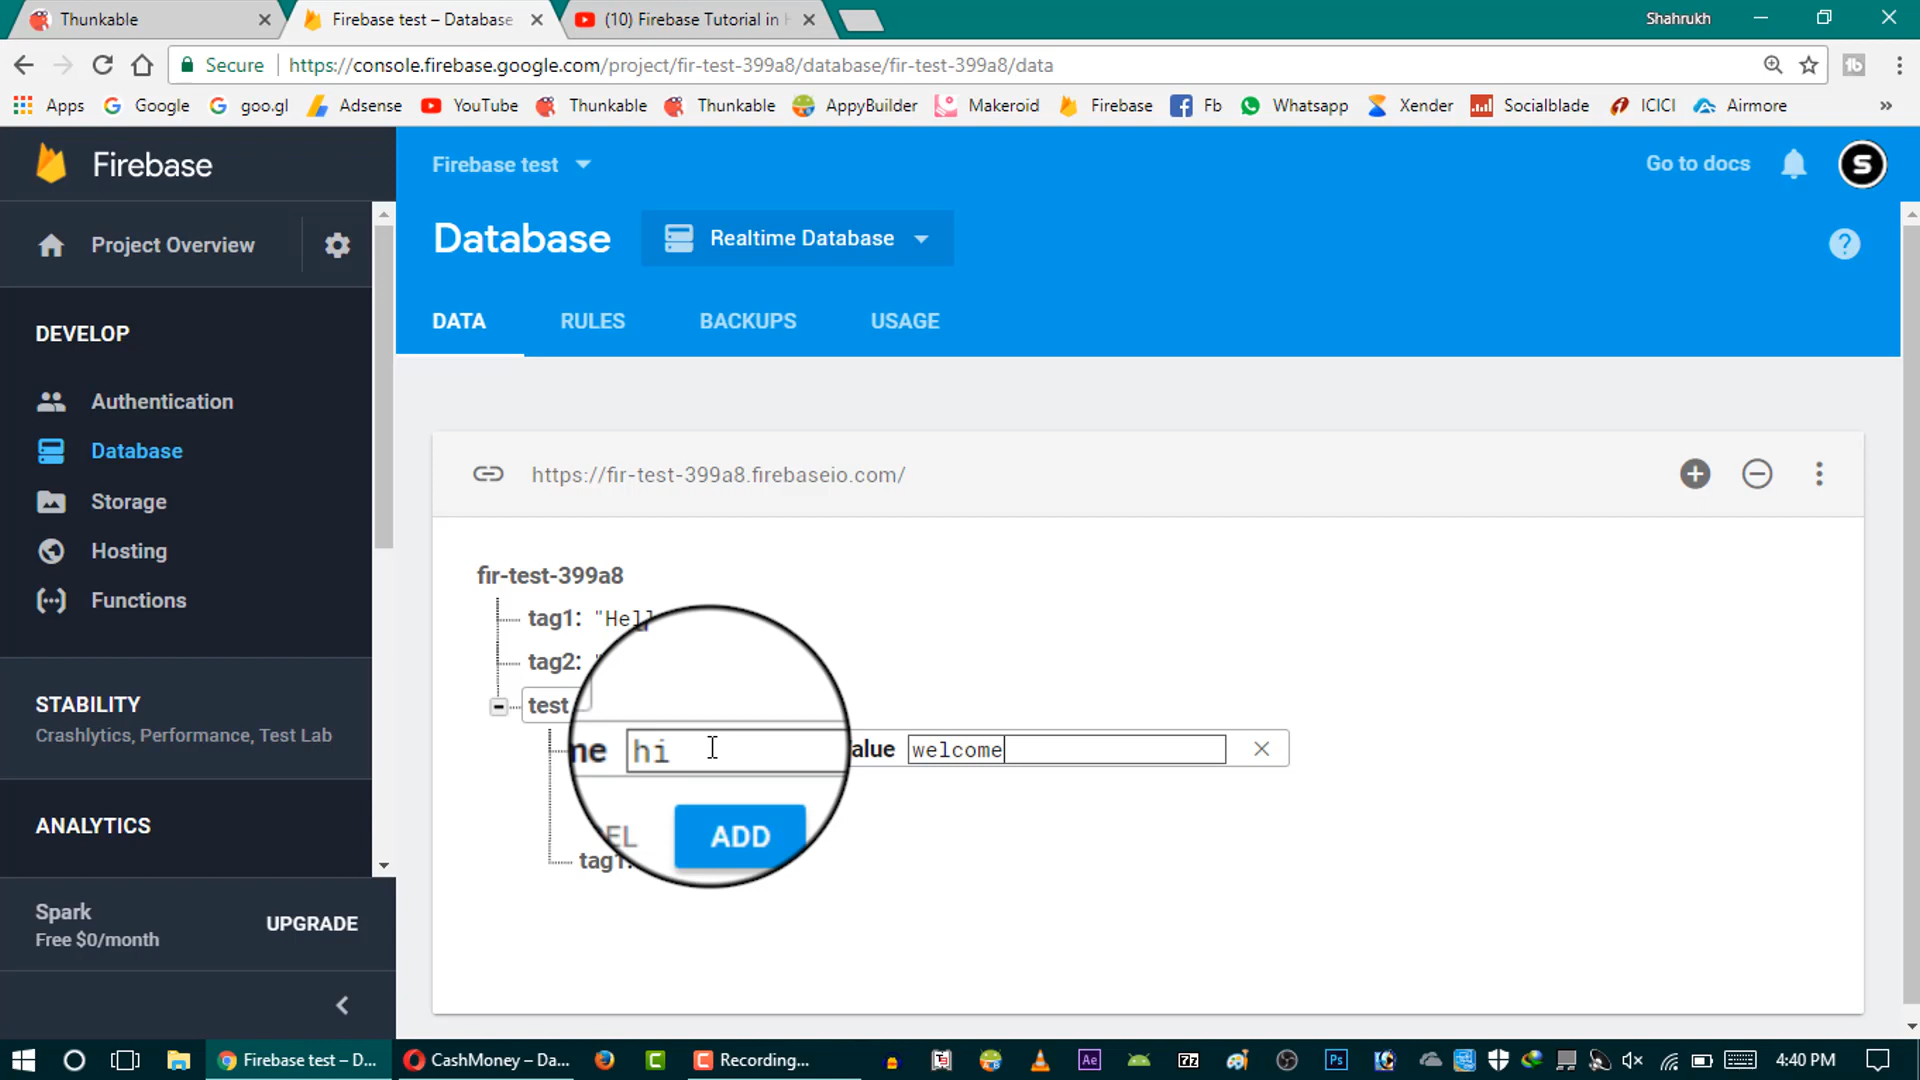 Thunkable
Firebase test – Database
(10) Firebase Tutorial in H
Shahrukh
Secure
https://console.firebase.google.com/project/fir-test-399a8/database/fir-test-399a8/data
Apps Google goo.gl Adsense YouTube Thunkable Thunkable AppyBuilder Makeroid Firebase Fb Whatsapp Xender Socialblade ICICI Airmore »
Firebase
Firebase test
Go to docs
S
Project Overview
Database
Realtime Database
DATA RULES BACKUPS USAGE
DEVELOP
Authentication
Database
Storage
Hosting
Functions
STABILITY
Crashlytics, Performance, Test Lab
ANALYTICS
Spark
Free $0/month
UPGRADE
https://fir-test-399a8.firebaseio.com/
fir-test-399a8
tag1: "Hell
tag2: "
test
me hi alue welcome
EL ADD
tag1:
Firebase test – D...
CashMoney – Da...
Recording...
Ae
7z
Ps
4:40 PM